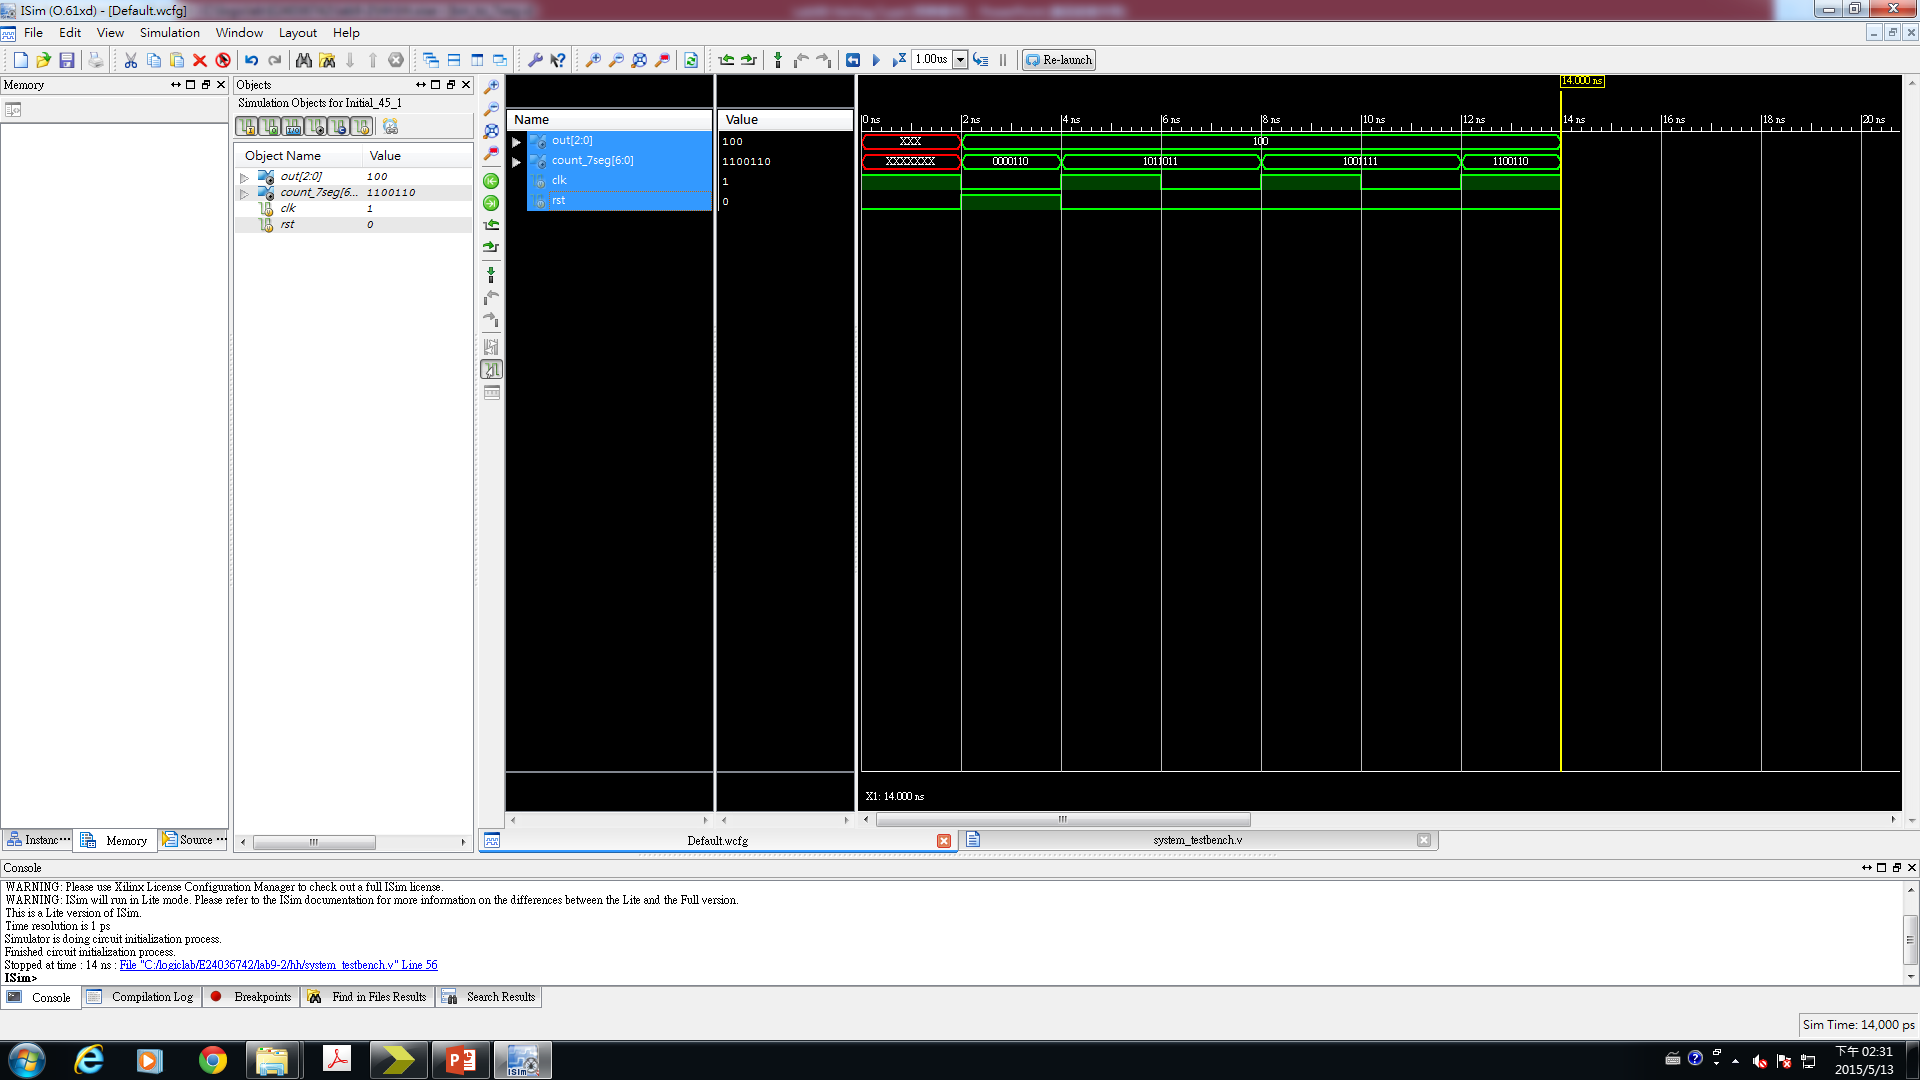 ISim (O.61xd) - [Default.wcfg]
File Edit View Simulation Window Layout Help
1.00us Re-launch
Memory
Objects
Simulation Objects for Initial_45_1
Object Name Value
out[2:0] 100
count_7seg[6... 1100110
clk 1
rst 0
Name Value
out[2:0] 100
count_7seg[6:0] 1100110
clk 1
rst 0
14.000 ns
0 ns 2 ns 4 ns 6 ns 8 ns 10 ns 12 ns 14 ns 16 ns 18 ns 20 ns
XXX 100
XXXXXXX 0000110 1011011 1001111 1100110
X1: 14.000 ns
Instanc... Memory Source ...
Default.wcfg system_testbench.v
Console
WARNING: Please use Xilinx License Configuration Manager to check out a full ISim license.
WARNING: ISim will run in Lite mode. Please refer to the ISim documentation for more information on the differences between the Lite and the Full version.
This is a Lite version of ISim.
Time resolution is 1 ps
Simulator is doing circuit initialization process.
Finished circuit initialization process.
Stopped at time : 14 ns : File "C:/logiclab/E24036742/lab9-2/hh/system_testbench.v" Line 56
ISim>
Console Compilation Log Breakpoints Find in Files Results Search Results
Sim Time: 14,000 ps
下午 02:31
2015/5/13